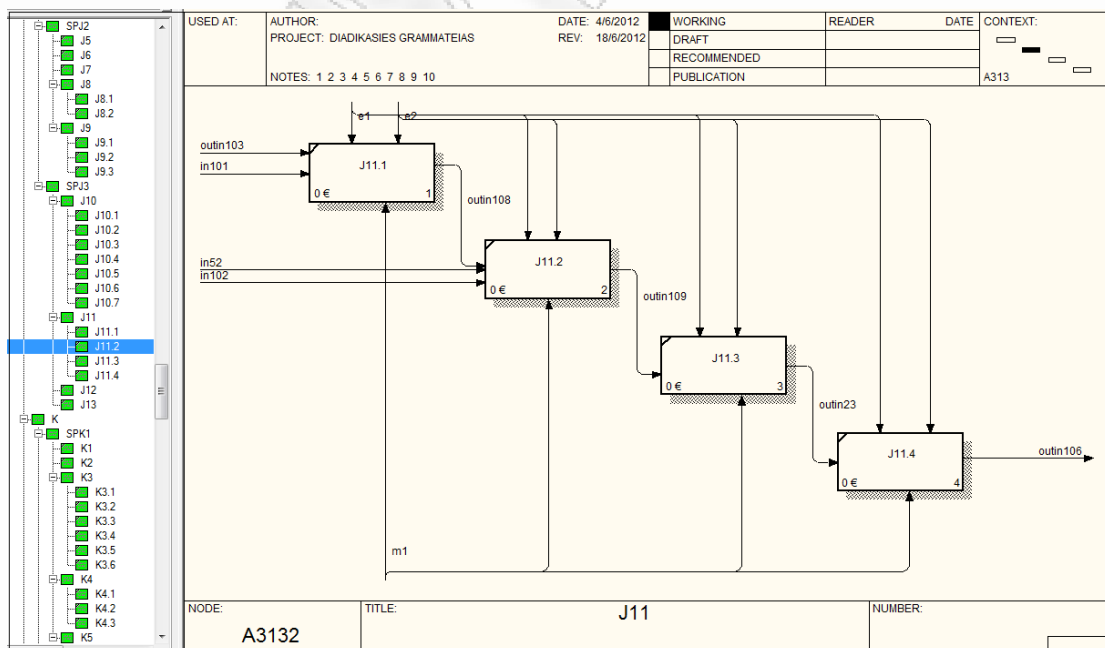 SPJ2
J5
J6
J7
J8
J8.1
J8.2
J9
J9.1
J9.2
J9.3
SPJ3
J10
J10.1
J10.2
J10.3
J10.4
J10.5
J10.6
J10.7
J11
J11.1
J11.2
J11.3
J11.4
J12
J13
K
SPK1
K1
K2
K3
K3.1
K3.2
K3.3
K3.4
K3.5
K3.6
K4
K4.1
K4.2
K4.3
K5
USED AT:
AUTHOR:
DATE: 4/6/2012
PROJECT: DIADIKASIES GRAMMATEIAS
REV: 18/6/2012
NOTES: 1 2 3 4 5 6 7 8 9 10
WORKING
DRAFT
RECOMMENDED
PUBLICATION
READER DATE
CONTEXT:
A313
e1
e2
outin103
in101
J11.1
0 €
1
outin108
in52
in102
J11.2
0 €
2
outin109
J11.3
0 €
3
outin23
J11.4
0 €
4
outin106
m1
NODE:
A3132
TITLE:
J11
NUMBER: